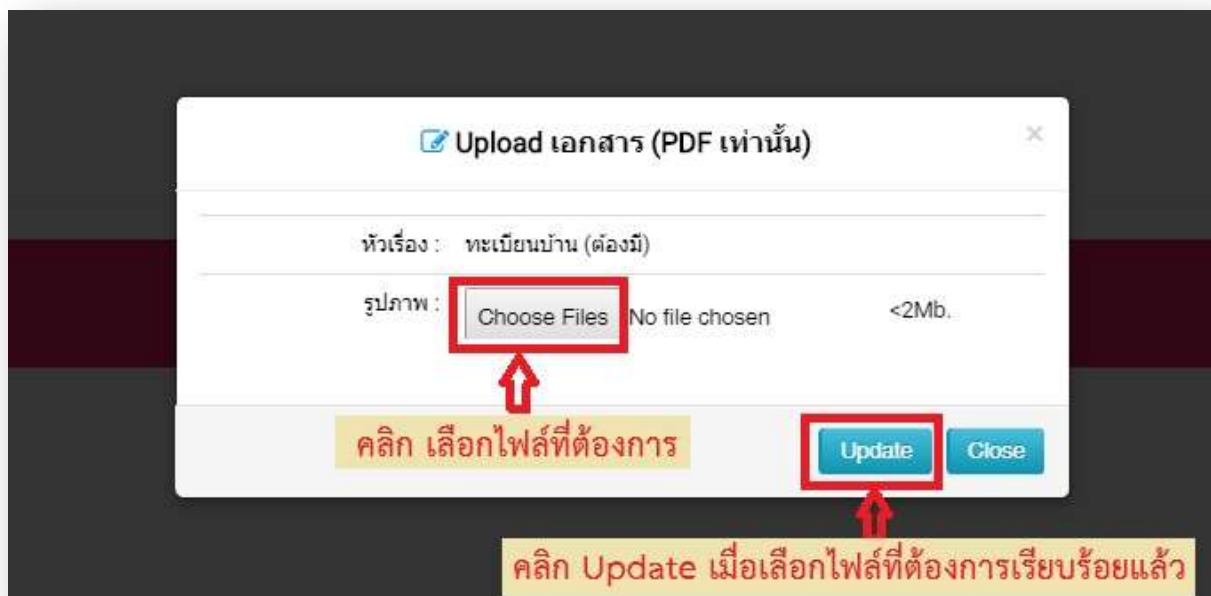 Upload เอกสาร (PDF เท่านั้น) ×
หัวเรื่อง : ทะเบียนบ้าน (ต้องมี)
รูปภาพ : Choose Files No file chosen <2Mb.
คลิก เลือกไฟล์ที่ต้องการ
Update Close
คลิก Update เมื่อเลือกไฟล์ที่ต้องการเรียบร้อยแล้ว